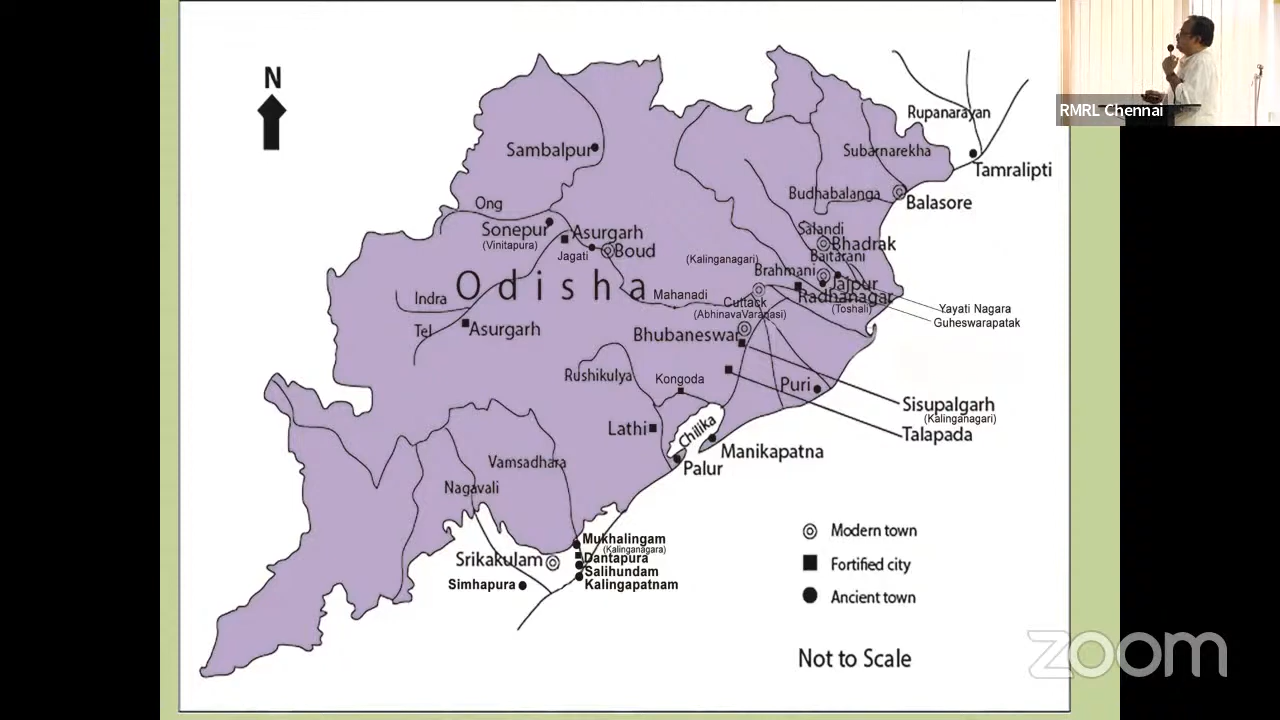 N
RMRL Chennai
Rupanarayan
Sambalpur
Subarnarekha
Tamralipti
Budhabalanga
Balasore
Ong
Sonepur
(Vinitapura)
Asurgarh
Jagati
Boud
Salandi
Bhadrak
Baitarani
(Kalinganagari)
Brahmani
Jajpur
Odisha
Indra
Mahanadi
Radhanagar
(Toshali)
Cuttack
(AbhinavaVaranasi)
Yayati Nagara
Guheswarapatak
Tel
Asurgarh
Bhubaneswar
Rushikulya
Kongoda
Puri
Sisupalgarh
(Kalinganagari)
Talapada
Lathi
Chilika
Manikapatna
Palur
Vamsadhara
Nagavali
Mukhalingam
(Kalinganagara)
Dantapura
Srikakulam
Salihundam
Simhapura
Kalingapatnam
Modern town
Fortified city
Ancient town
Not to Scale
zoom